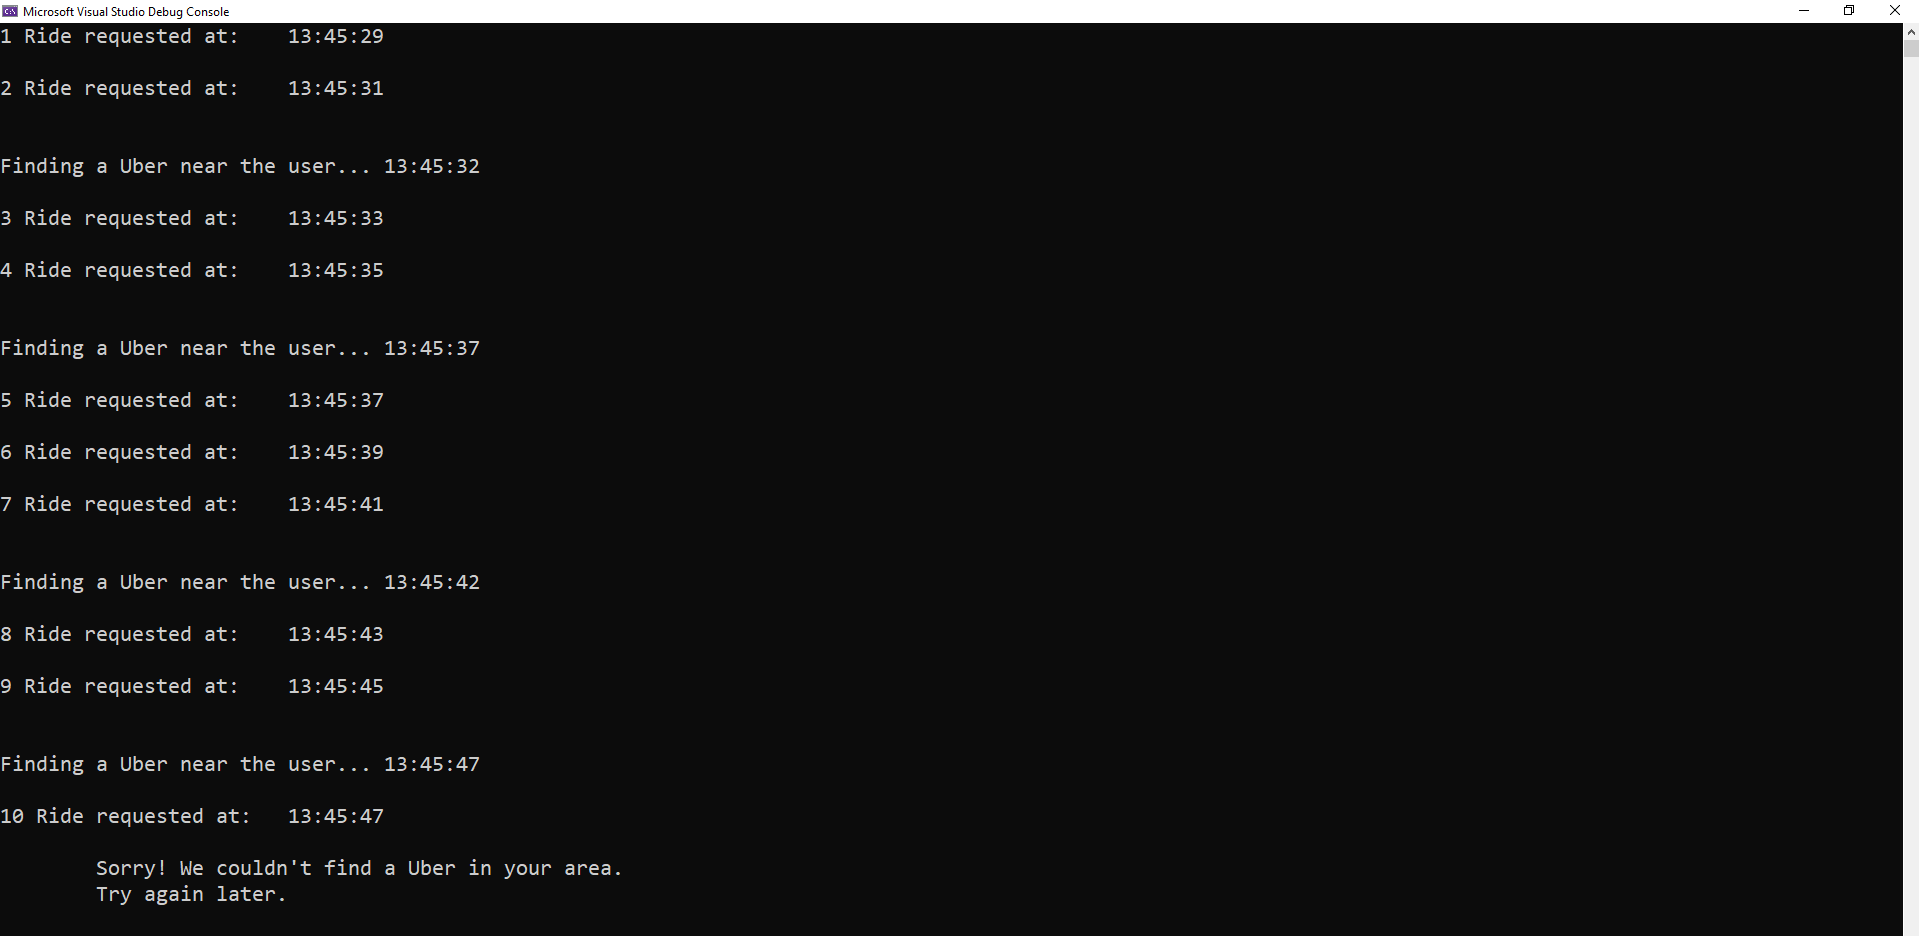 Microsoft Visual Studio Debug Console
1 Ride requested at:    13:45:29
2 Ride requested at:    13:45:31
Finding a Uber near the user... 13:45:32
3 Ride requested at:    13:45:33
4 Ride requested at:    13:45:35
Finding a Uber near the user... 13:45:37
5 Ride requested at:    13:45:37
6 Ride requested at:    13:45:39
7 Ride requested at:    13:45:41
Finding a Uber near the user... 13:45:42
8 Ride requested at:    13:45:43
9 Ride requested at:    13:45:45
Finding a Uber near the user... 13:45:47
10 Ride requested at:   13:45:47
Sorry! We couldn't find a Uber in your area.
Try again later.